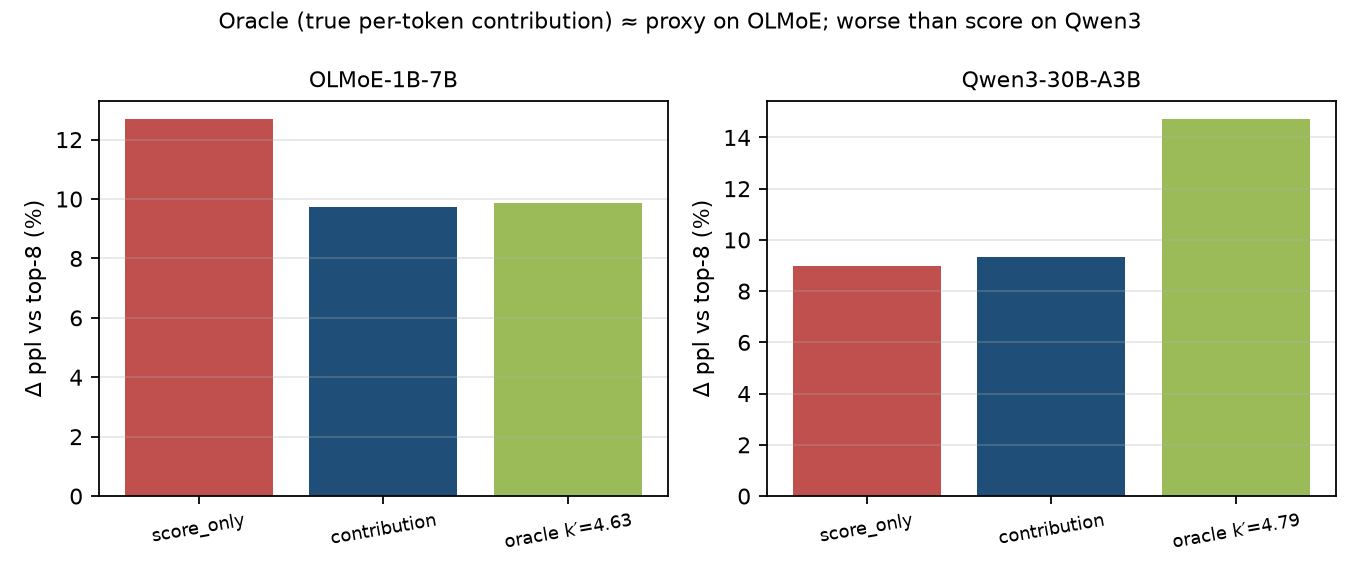 Oracle (true per-token contribution) ≈ proxy on OLMoE; worse than score on Qwen3
OLMoE-1B-7B
Δ ppl vs top-8 (%)
12
10
8
6
4
2
0
score_only
contribution
oracle k′=4.63
Qwen3-30B-A3B
Δ ppl vs top-8 (%)
14
12
10
8
6
4
2
0
score_only
contribution
oracle k′=4.79